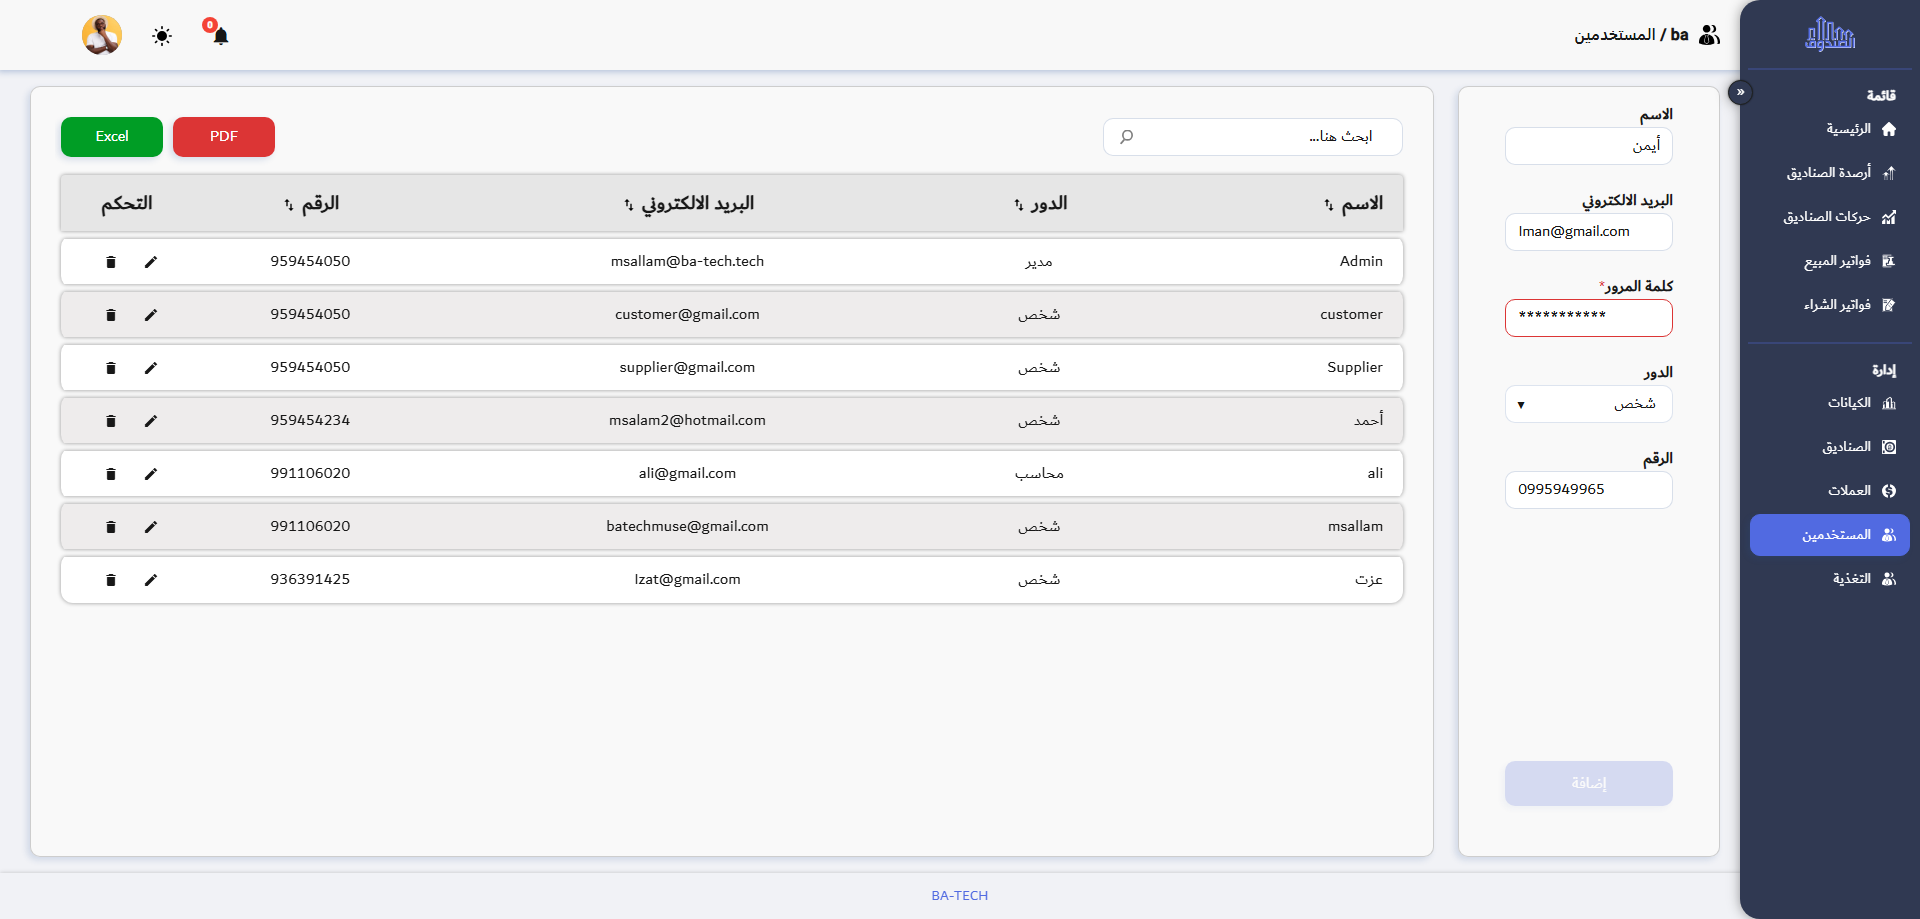 الصندوق
قائمة
الرئيسية
أرصدة الصناديق
حركات الصناديق
فواتير المبيع
فواتير الشراء
إدارة
الكيانات
الصناديق
العملات
المستخدمين
التغذية
»
ba / المستخدمين
0
الاسم
أيمن
البريد الالكتروني
Iman@gmail.com
كلمة المرور*
***********
الدور
شخص
الرقم
0995949965
إضافة
ابحث هنا...
PDF
Excel
الاسم الدور البريد الالكتروني الرقم التحكم
Admin مدير msallam@ba-tech.tech 959454050
customer شخص customer@gmail.com 959454050
Supplier شخص supplier@gmail.com 959454050
أحمد شخص msalam2@hotmail.com 959454234
ali محاسب ali@gmail.com 991106020
msallam شخص batechmuse@gmail.com 991106020
عزت شخص Izat@gmail.com 936391425
BA-TECH